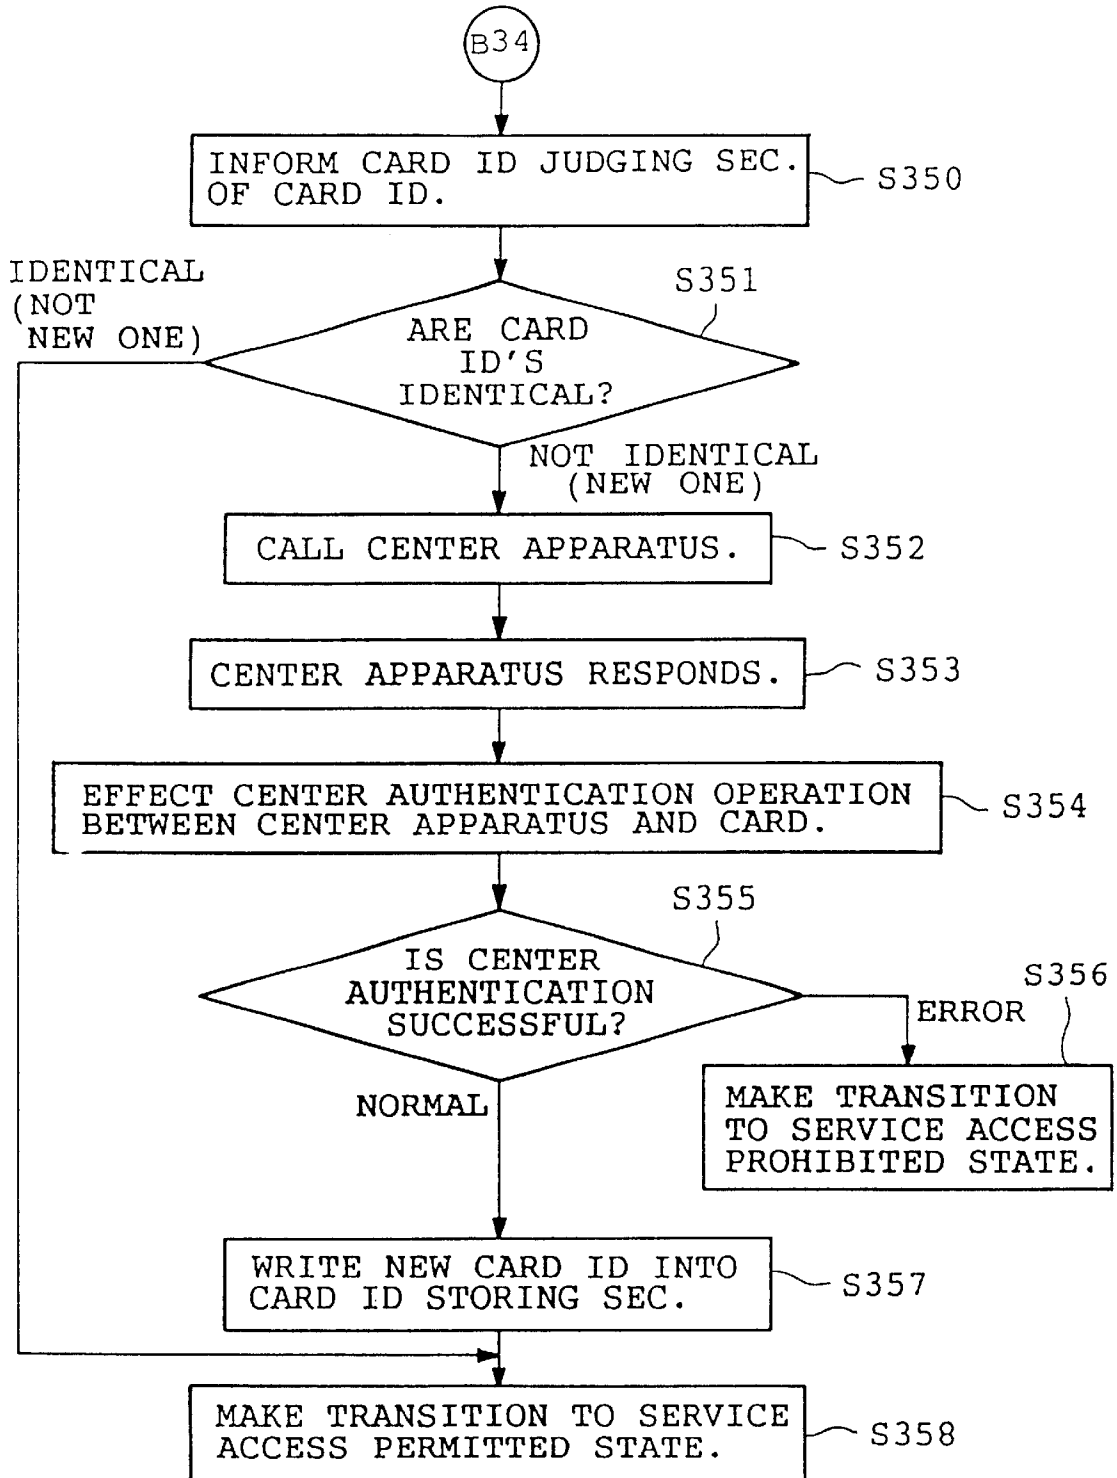 B34
INFORM CARD ID JUDGING SEC.
OF CARD ID.
S350
IDENTICAL
(NOT
NEW ONE)
S351
ARE CARD
ID'S
IDENTICAL?
NOT IDENTICAL
(NEW ONE)
CALL CENTER APPARATUS.
S352
CENTER APPARATUS RESPONDS.
S353
EFFECT CENTER AUTHENTICATION OPERATION
BETWEEN CENTER APPARATUS AND CARD.
S354
S355
IS CENTER
AUTHENTICATION
SUCCESSFUL?
S356
ERROR
NORMAL
MAKE TRANSITION
TO SERVICE ACCESS
PROHIBITED STATE.
WRITE NEW CARD ID INTO
CARD ID STORING SEC.
S357
MAKE TRANSITION TO SERVICE
ACCESS PERMITTED STATE.
S358